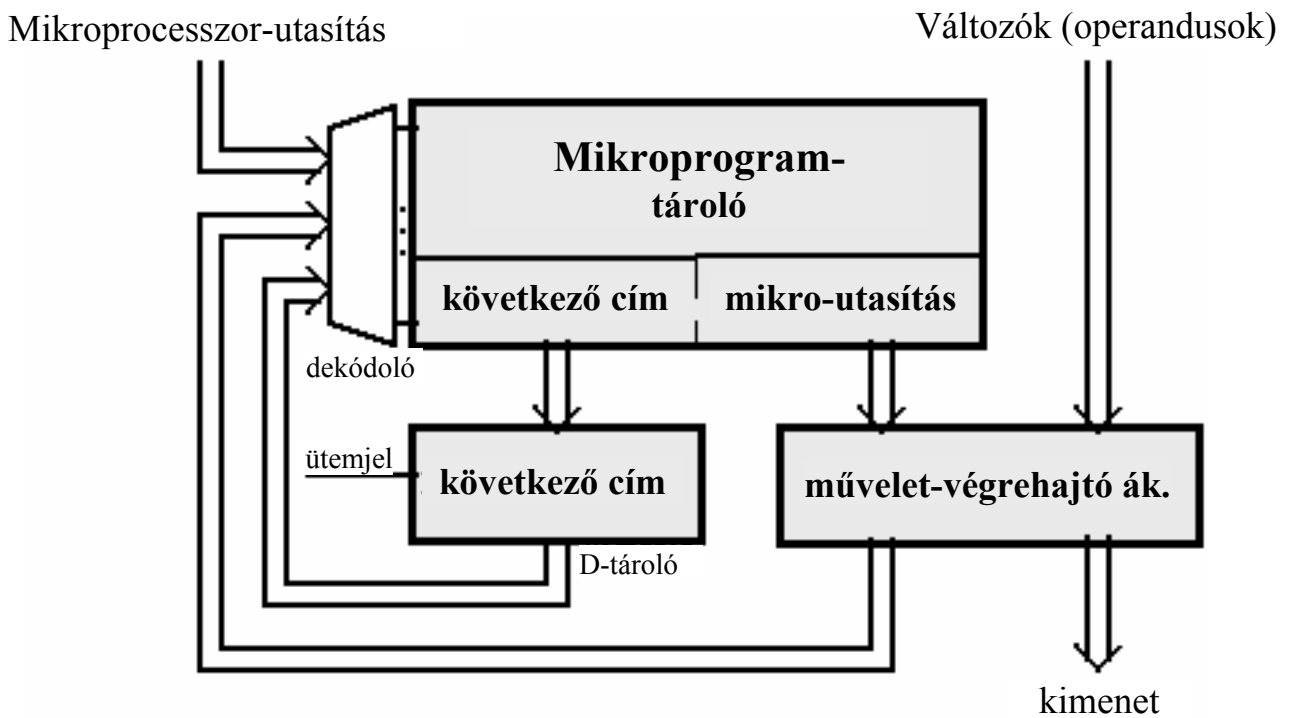 Mikroprocesszor-utasítás
Változók (operandusok)
Mikroprogram-
tároló
következő cím
mikro-utasítás
dekódoló
ütemjel
következő cím
művelet-végrehajtó ák.
D-tároló
kimenet